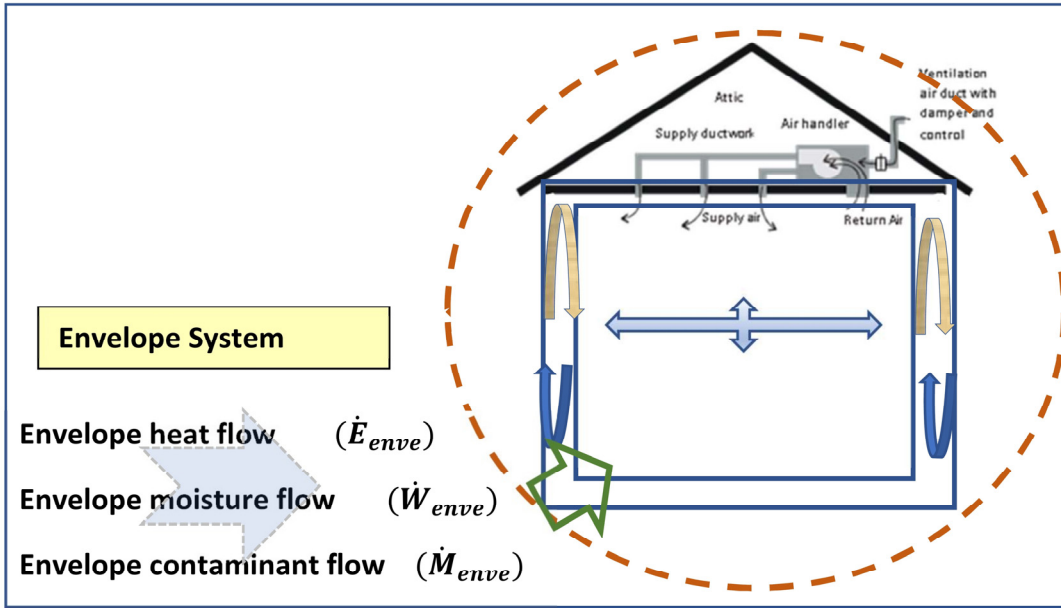 Ventilation
air duct with
damper and
control
Attic
Air handler
Supply ductwork
Supply air
Return Air
Envelope System
Envelope heat flow (Ė_enve)
Envelope moisture flow (Ẇ_enve)
Envelope contaminant flow (Ṁ_enve)